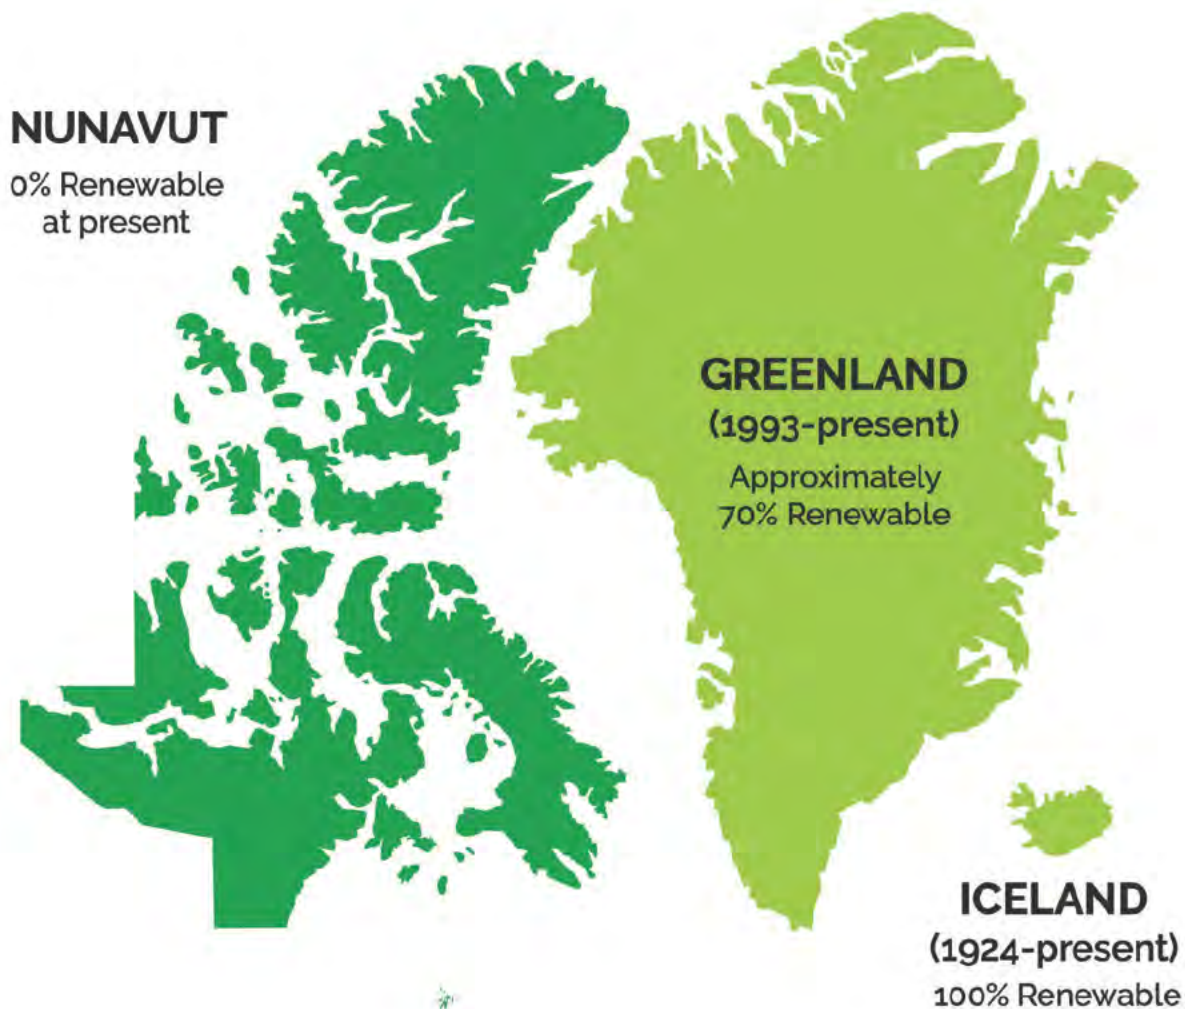 NUNAVUT
0% Renewable
at present
GREENLAND
(1993-present)
Approximately
70% Renewable
ICELAND
(1924-present)
100% Renewable